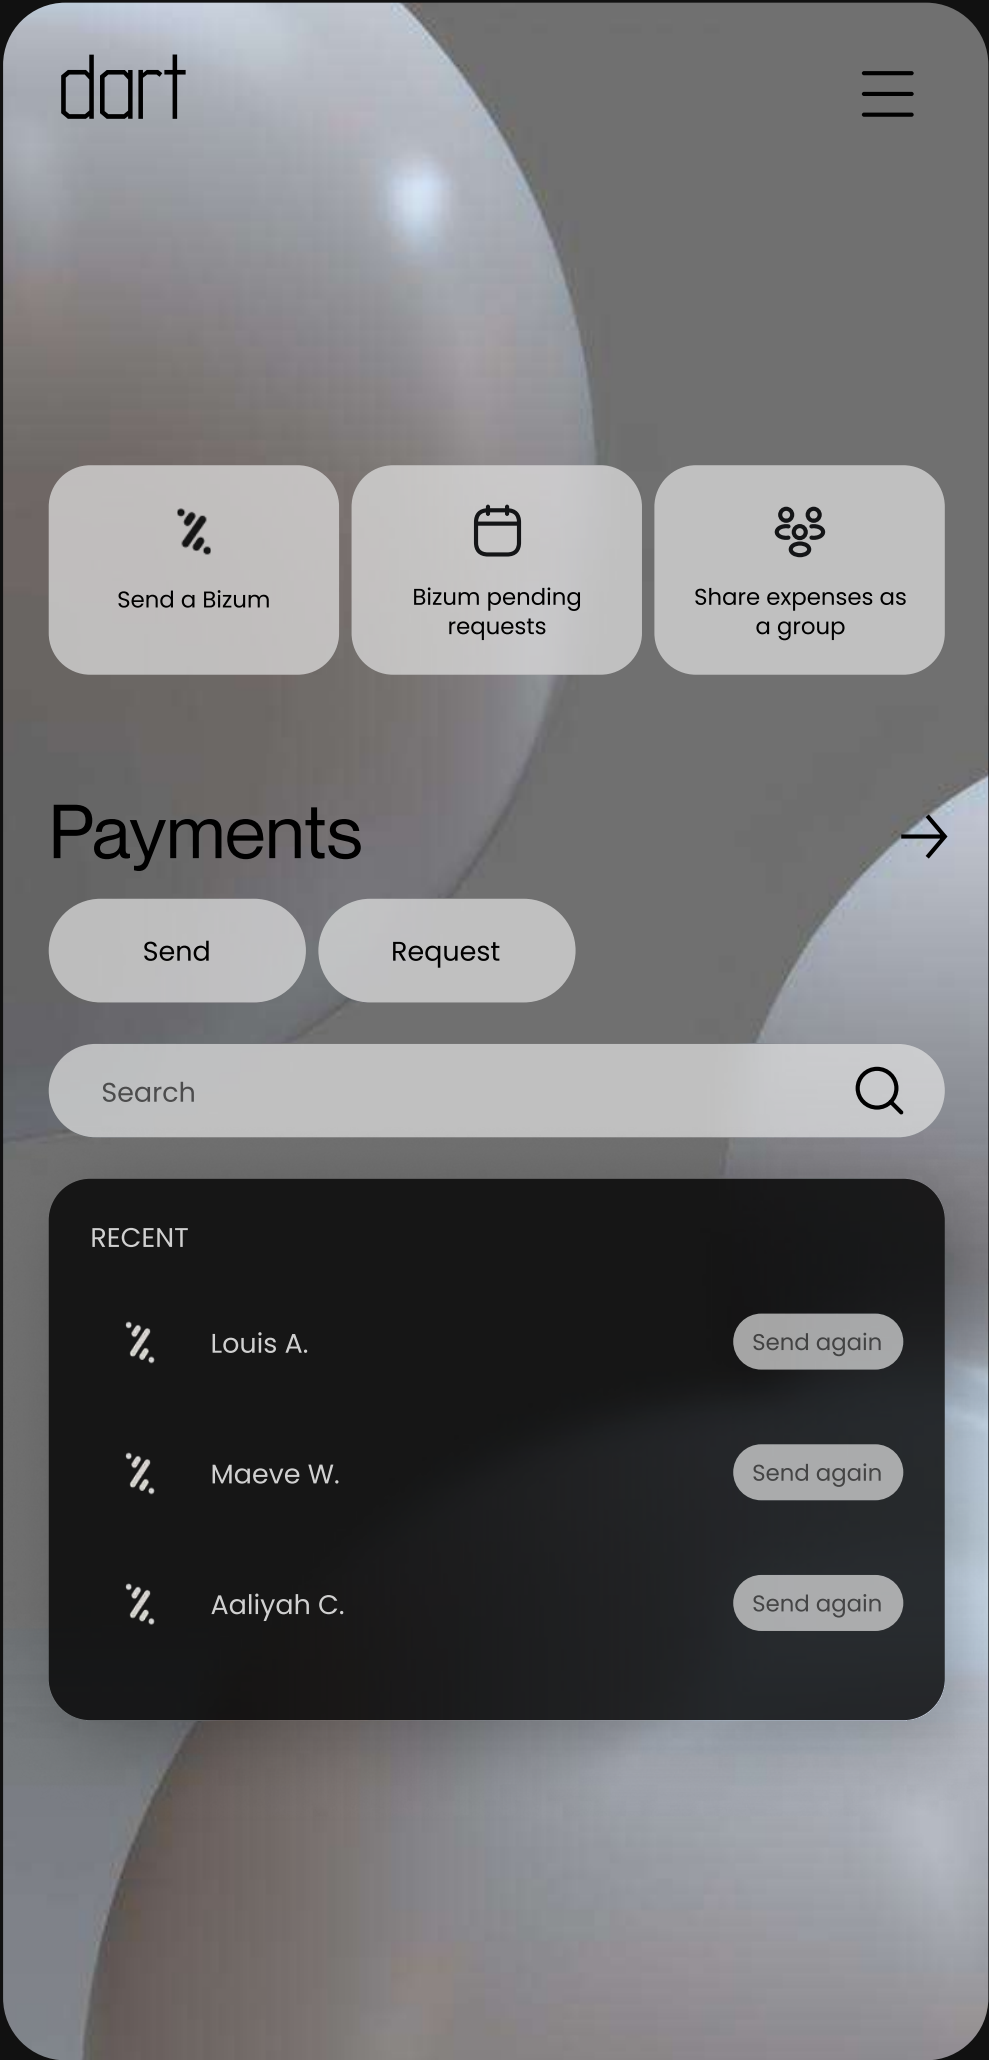 dart
Send a Bizum
Bizum pending
requests
Share expenses as
a group
Payments
Send
Request
Search
RECENT
Louis A.
Send again
Maeve W.
Send again
Aaliyah C.
Send again